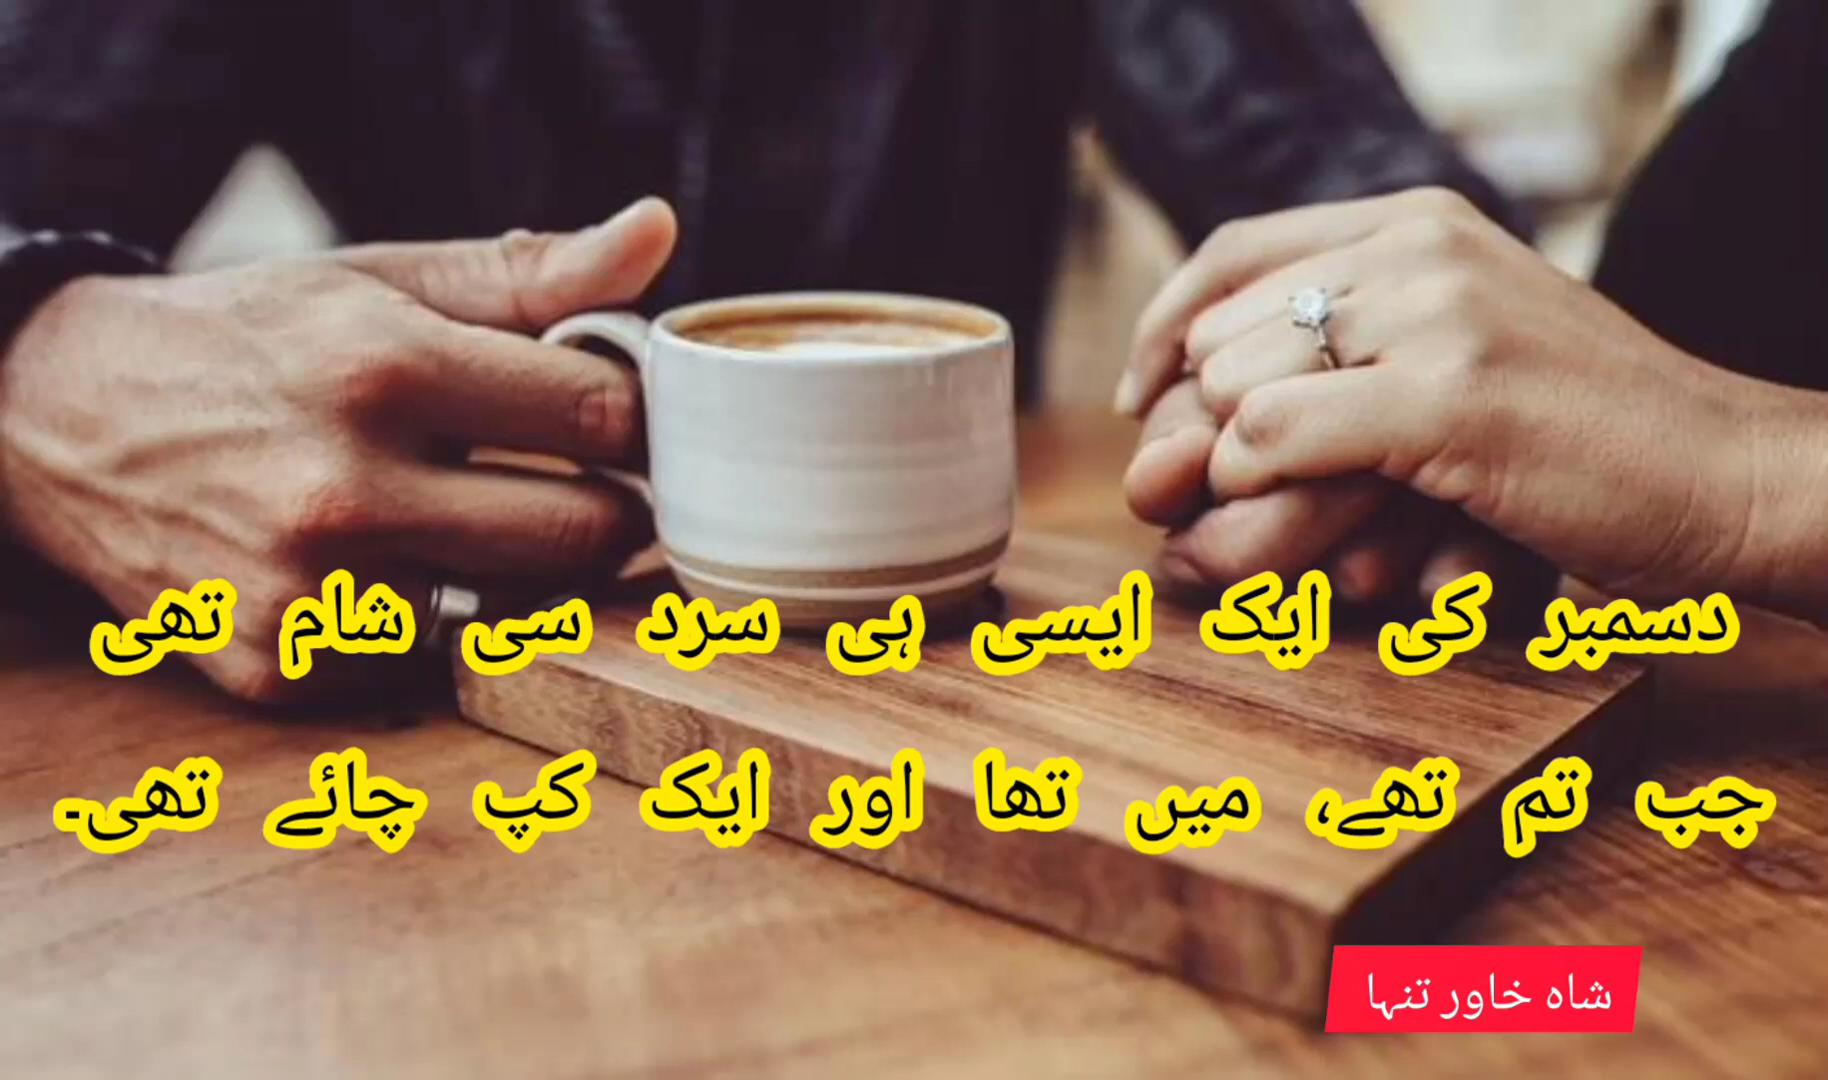 دسمبر کی ایک ایسی ہی سرد سی شام تھی
جب تم تھے، میں تھا اور ایک کپ چائے تھی۔
شاہ خاور تنہا